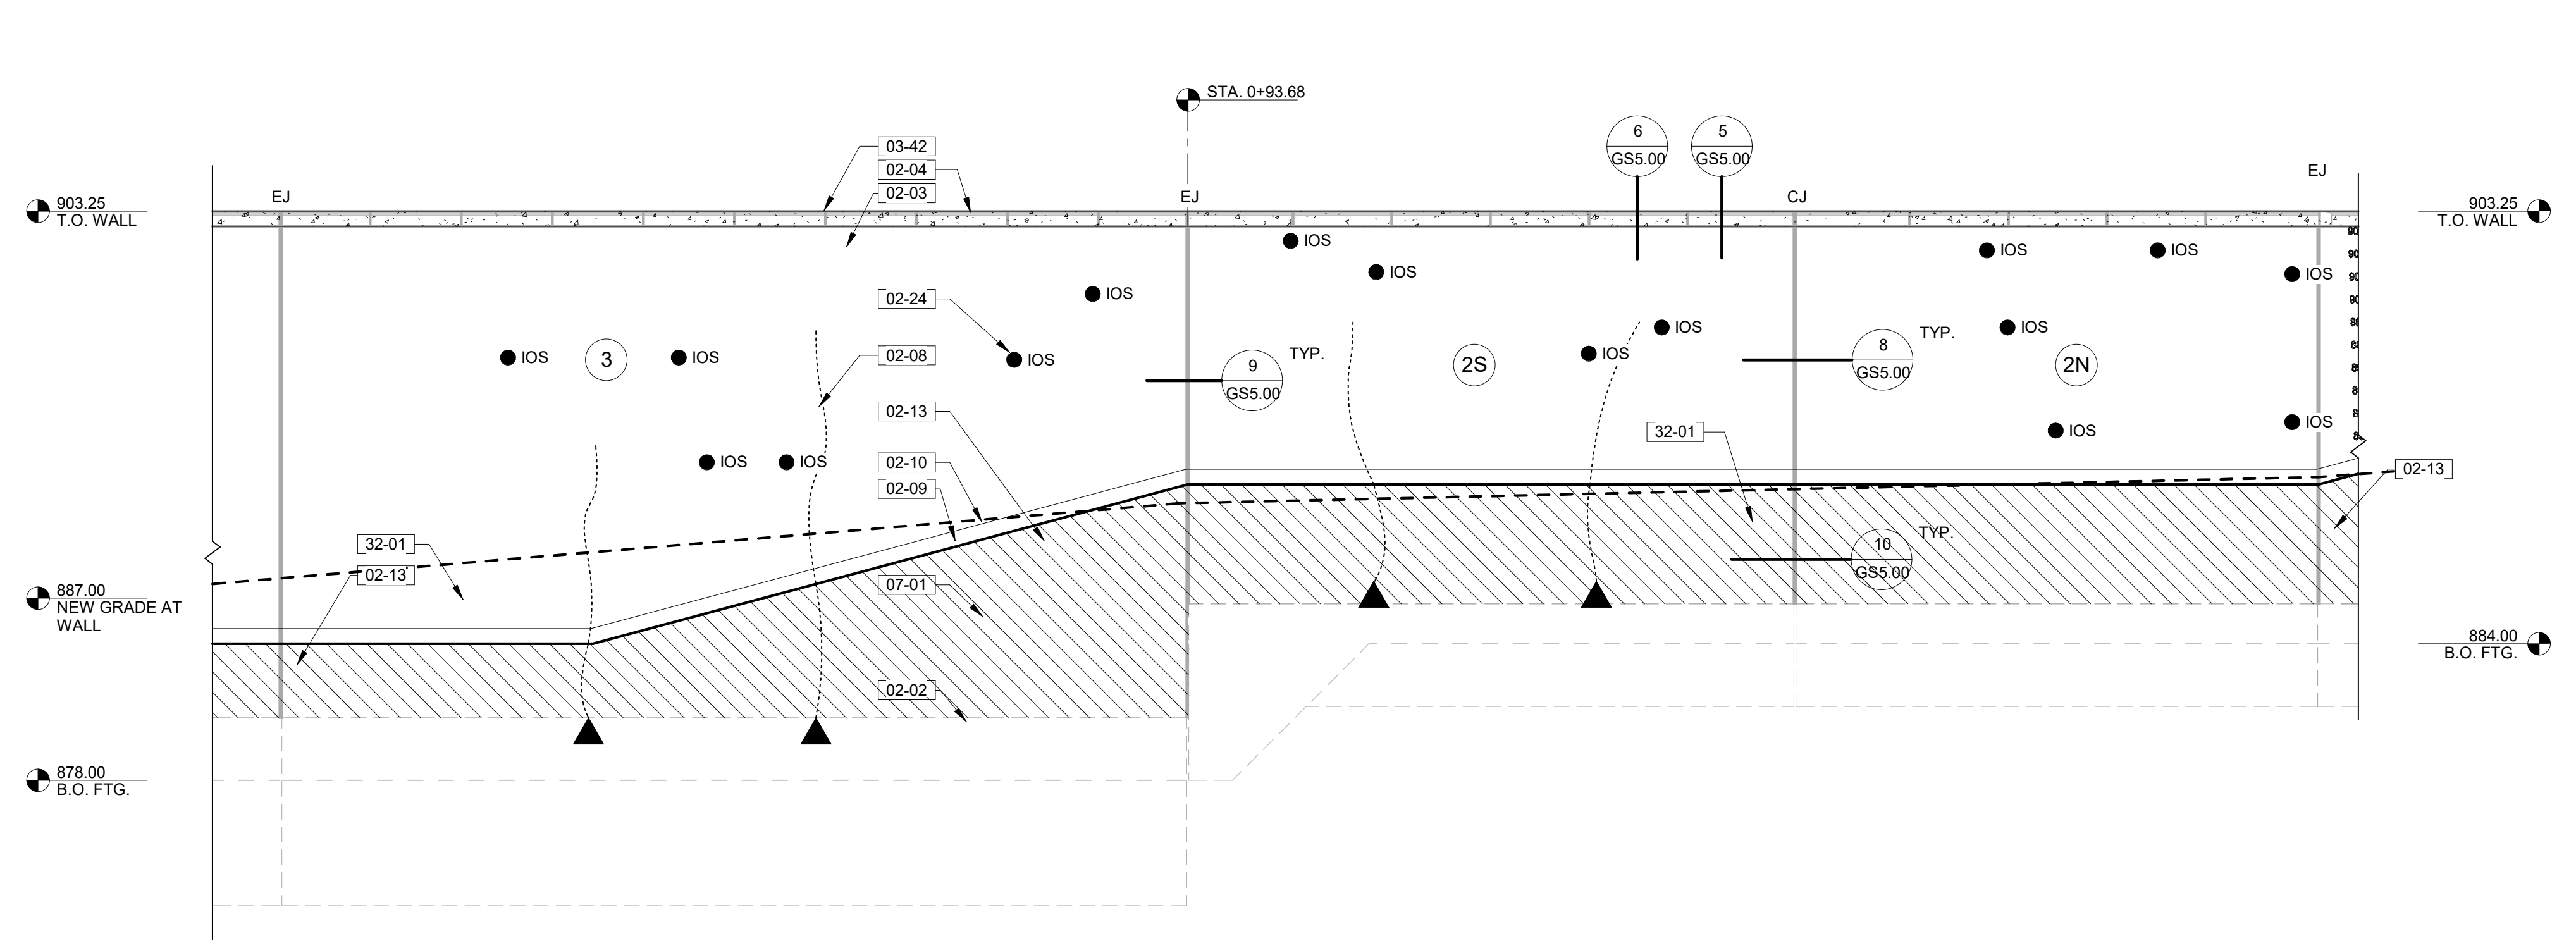 STA. 0+93.68
6
GS5.00
5
GS5.00
03-42
02-04
02-03
EJ
EJ
CJ
EJ
903.25
T.O. WALL
903.25
T.O. WALL
IOS
IOS
IOS
IOS
IOS
IOS
02-24
IOS
IOS
TYP.
8
GS5.00
02-08
IOS
3
IOS
IOS
TYP.
9
GS5.00
2S
IOS
2N
02-13
IOS
IOS
32-01
02-10
IOS
IOS
02-13
02-09
32-01
TYP.
10
GS5.00
02-13
07-01
887.00
NEW GRADE AT
WALL
884.00
B.O. FTG.
02-02
878.00
B.O. FTG.